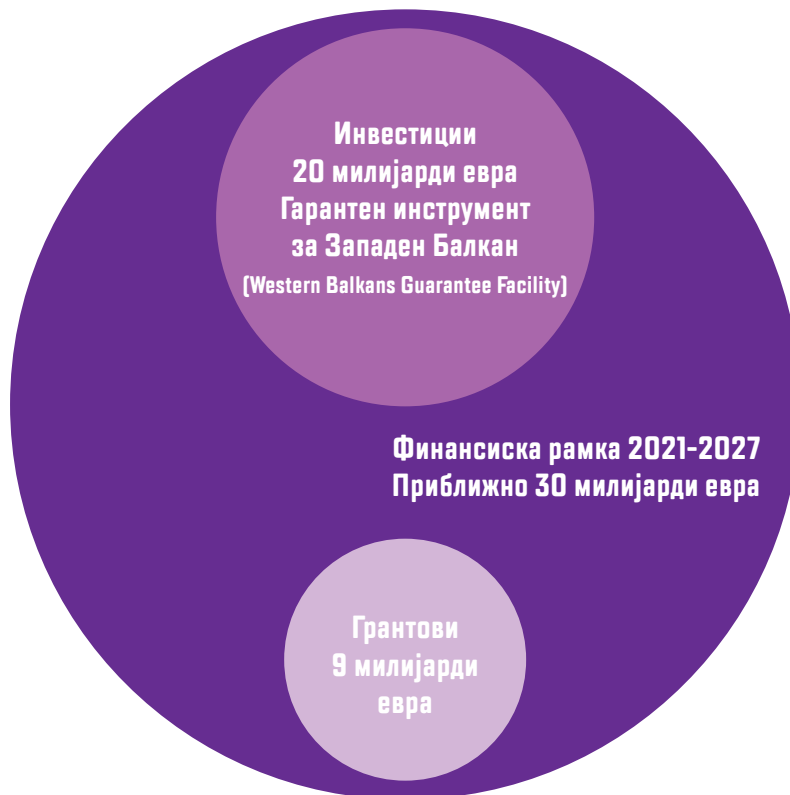 Инвестиции
20 милијарди евра
Гарантен инструмент
за Западен Балкан
(Western Balkans Guarantee Facility)
Финансиска рамка 2021-2027
Приближно 30 милијарди евра
Грантови
9 милијарди
евра